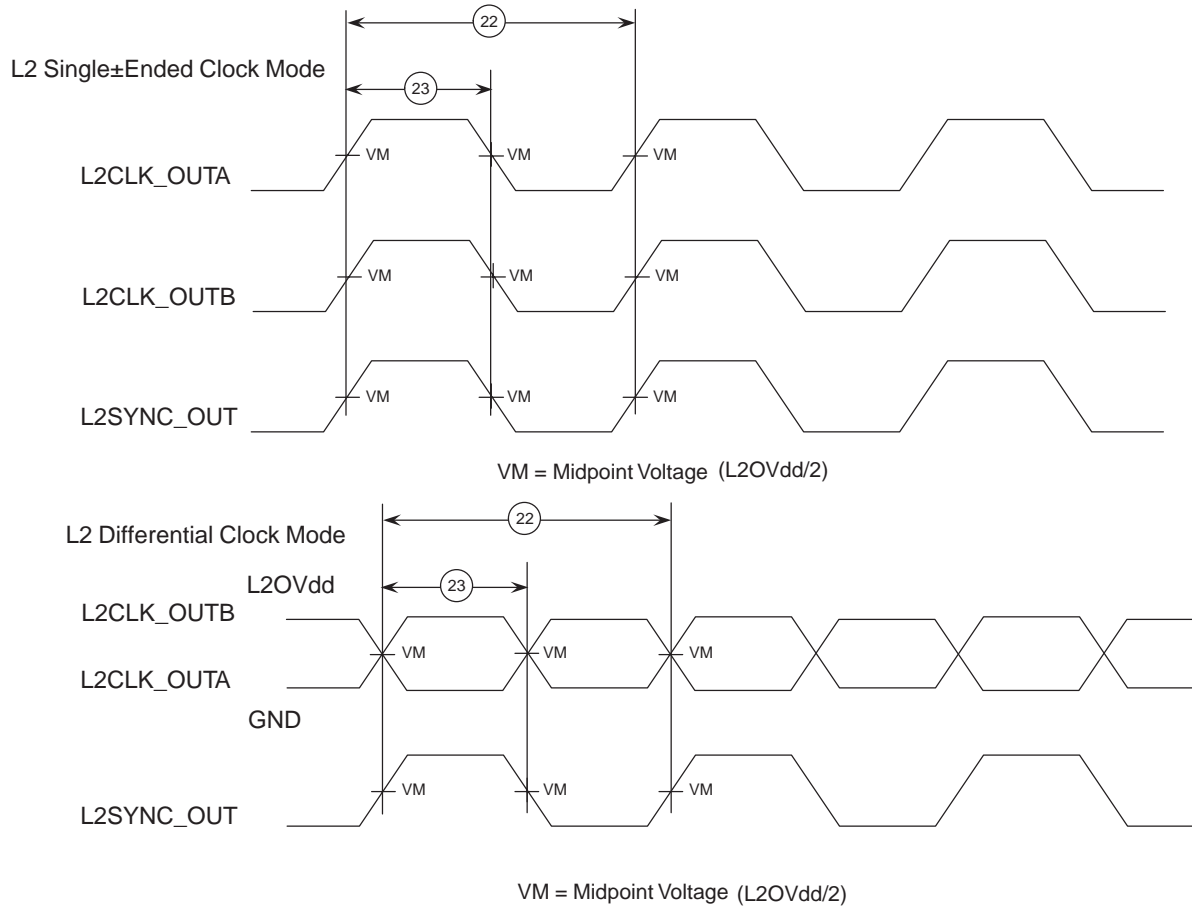 22
L2 Single±Ended Clock Mode
23
VM VM VM
L2CLK_OUTA
VM VM VM
L2CLK_OUTB
VM VM VM
L2SYNC_OUT
VM = Midpoint Voltage (L2OVdd/2)
22
L2 Differential Clock Mode
L2OVdd
23
L2CLK_OUTB
VM VM VM
L2CLK_OUTA
GND
VM VM VM
L2SYNC_OUT
VM = Midpoint Voltage (L2OVdd/2)